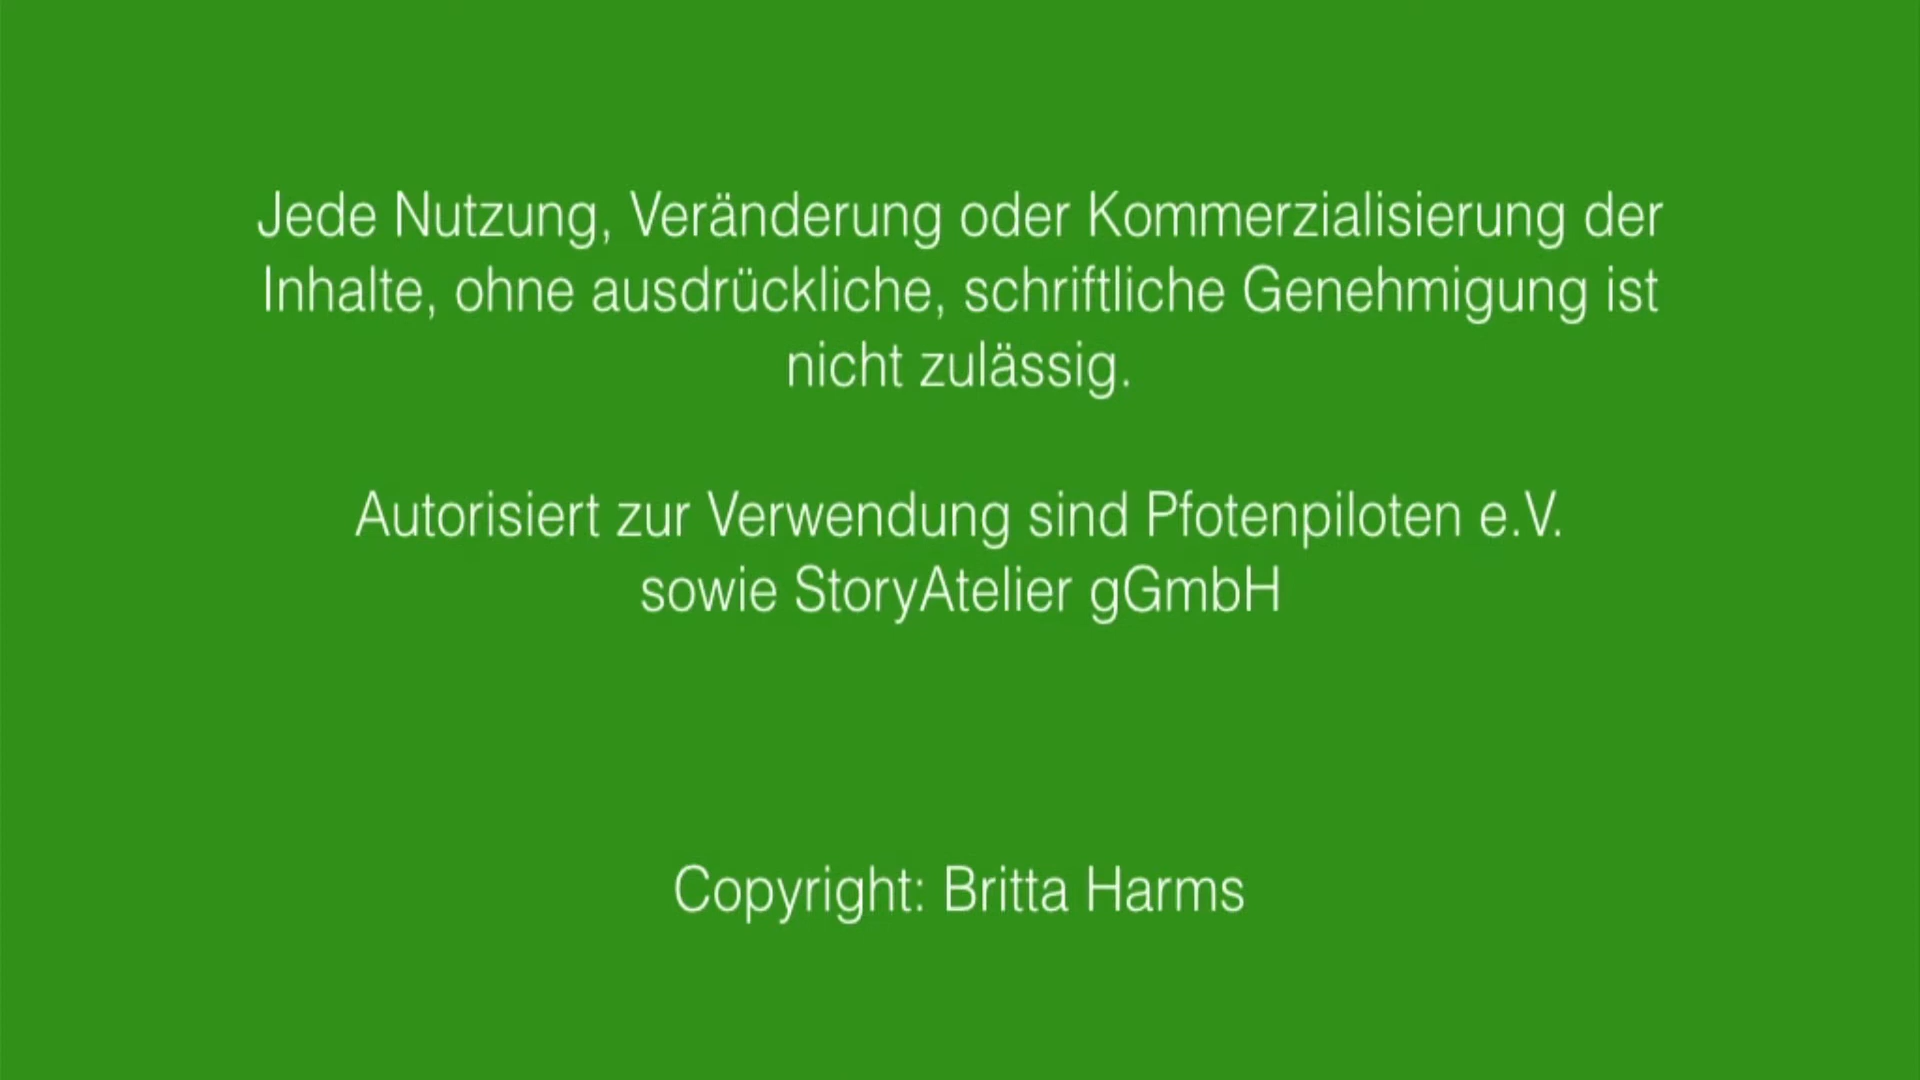 Jede Nutzung, Veränderung oder Kommerzialisierung der
Inhalte, ohne ausdrückliche, schriftliche Genehmigung ist
nicht zulässig.
Autorisiert zur Verwendung sind Pfotenpiloten e.V.
sowie StoryAtelier gGmbH
Copyright: Britta Harms